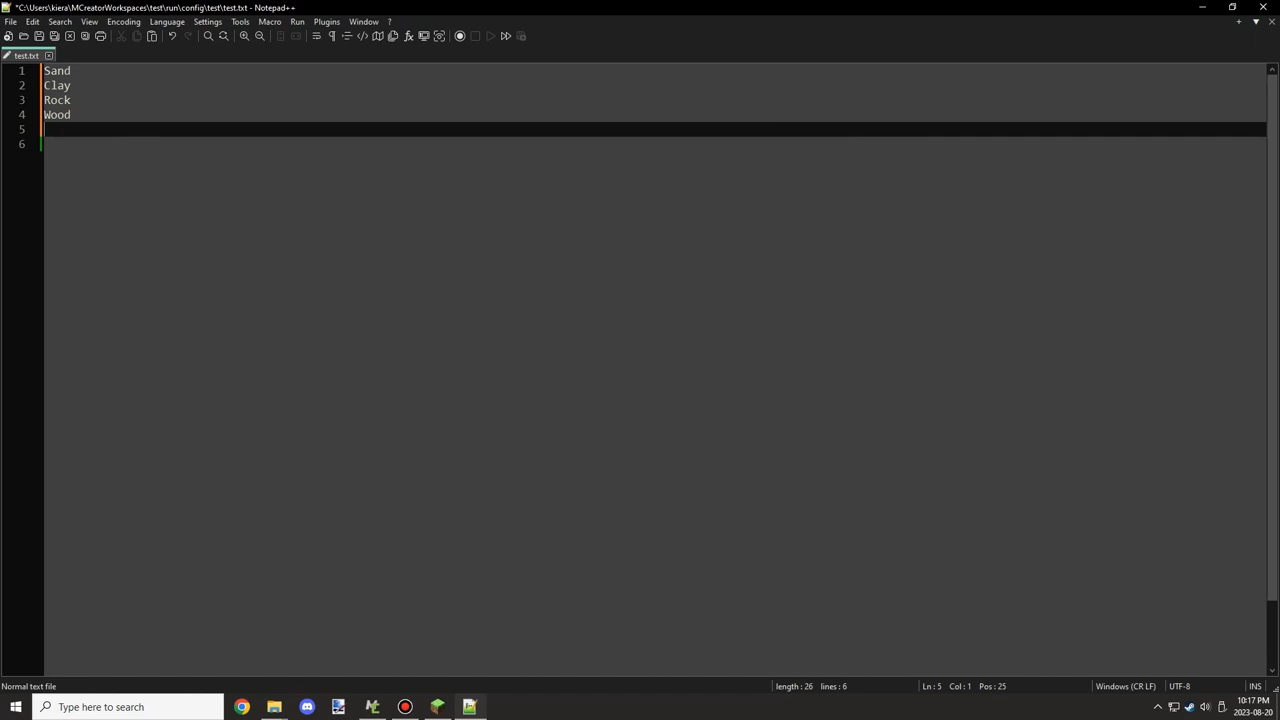 *C:\Users\kiera\MCreatorWorkspaces\test\run\config\test\test.txt - Notepad++
File Edit Search View Encoding Language Settings Tools Macro Run Plugins Window ?
test.txt
1 Sand
2 Clay
3 Rock
4 Wood
5
6
Normal text file length : 26 lines : 6 Ln : 5 Col : 1 Pos : 25 Windows (CR LF) UTF-8 INS
Type here to search
10:17 PM
2023-08-20